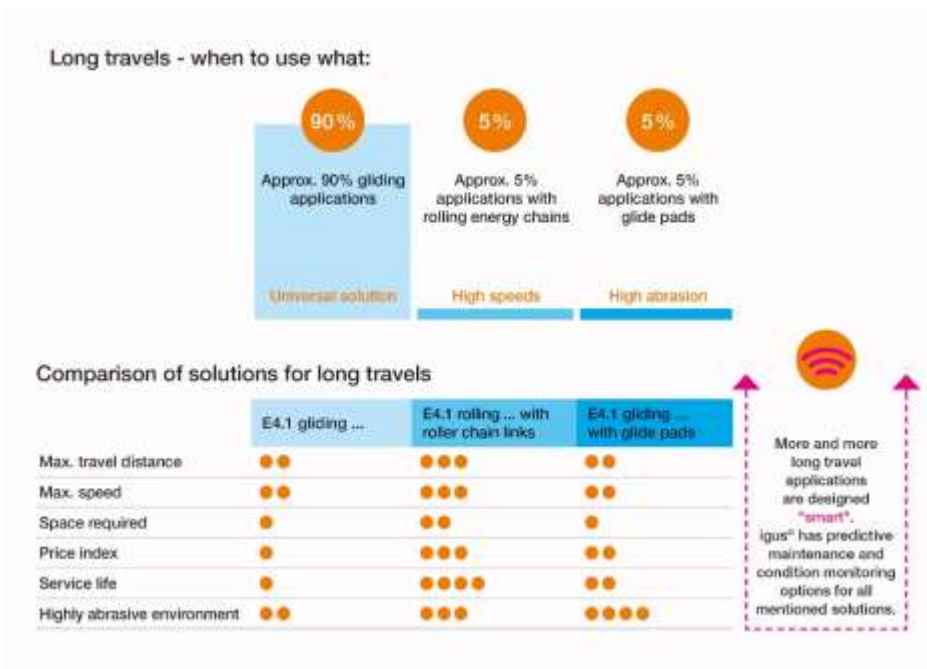 Long travels - when to use what:
90%
5%
5%
Approx. 90% gliding
applications
Approx. 5%
applications with
rolling energy chains
Approx. 5%
applications with
glide pads
Universal solution
High speeds
High abrasion
Comparison of solutions for long travels
E4.1 gliding ...
E4.1 rolling ... with
roller chain links
E4.1 gliding ...
with glide pads
Max. travel distance
Max. speed
Space required
Price index
Service life
Highly abrasive environment
More and more
long travel
applications
are designed
"smart".
igus® has predictive
maintenance and
condition monitoring
options for all
mentioned solutions.